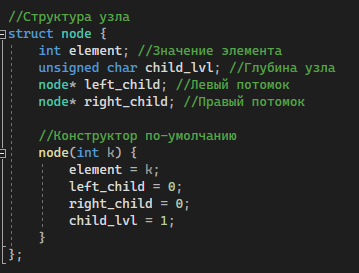 //Структура узла
struct node {
int element; //Значение элемента
unsigned char child_lvl; //Глубина узла
node* left_child; //Левый потомок
node* right_child; //Правый потомок
//Конструктор по-умолчанию
node(int k) {
element = k;
left_child = 0;
right_child = 0;
child_lvl = 1;
}
};